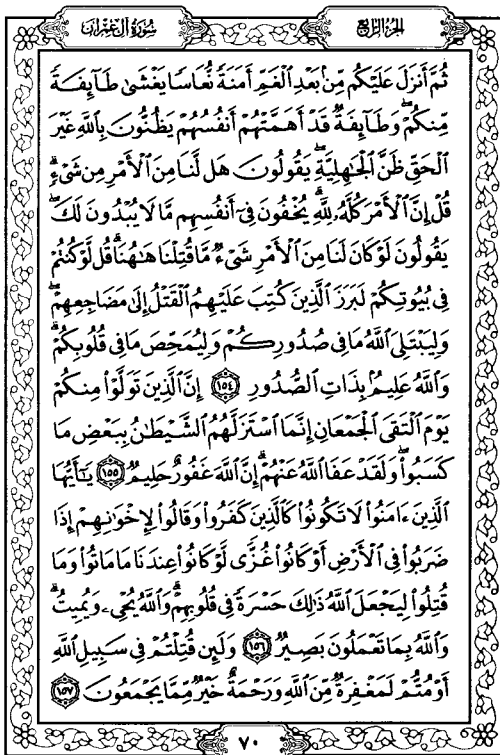 سُورَةُ آلِ عِمْرَانَ
الجزء الرابع
ثُمَّ أَنزَلَ عَلَيْكُم مِّنۢ بَعْدِ ٱلْغَمِّ أَمَنَةً نُّعَاسًا يَغْشَىٰ طَآئِفَةً
مِّنكُمْ ۖ وَطَآئِفَةٌ قَدْ أَهَمَّتْهُمْ أَنفُسُهُمْ يَظُنُّونَ بِٱللَّهِ غَيْرَ
ٱلْحَقِّ ظَنَّ ٱلْجَٰهِلِيَّةِ ۖ يَقُولُونَ هَل لَّنَا مِنَ ٱلْأَمْرِ مِن شَىْءٍ ۗ
قُلْ إِنَّ ٱلْأَمْرَ كُلَّهُۥ لِلَّهِ ۗ يُخْفُونَ فِىٓ أَنفُسِهِم مَّا لَا يُبْدُونَ لَكَ ۖ
يَقُولُونَ لَوْ كَانَ لَنَا مِنَ ٱلْأَمْرِ شَىْءٌ مَّا قُتِلْنَا هَٰهُنَا ۗ قُل لَّوْ كُنتُمْ
فِى بُيُوتِكُمْ لَبَرَزَ ٱلَّذِينَ كُتِبَ عَلَيْهِمُ ٱلْقَتْلُ إِلَىٰ مَضَاجِعِهِمْ ۖ
وَلِيَبْتَلِىَ ٱللَّهُ مَا فِى صُدُورِكُمْ وَلِيُمَحِّصَ مَا فِى قُلُوبِكُمْ ۗ
وَٱللَّهُ عَلِيمٌۢ بِذَاتِ ٱلصُّدُورِ ١٥٤ إِنَّ ٱلَّذِينَ تَوَلَّوْا۟ مِنكُمْ
يَوْمَ ٱلْتَقَى ٱلْجَمْعَانِ إِنَّمَا ٱسْتَزَلَّهُمُ ٱلشَّيْطَٰنُ بِبَعْضِ مَا
كَسَبُوا۟ ۖ وَلَقَدْ عَفَا ٱللَّهُ عَنْهُمْ ۗ إِنَّ ٱللَّهَ غَفُورٌ حَلِيمٌ ١٥٥ يَٰٓأَيُّهَا
ٱلَّذِينَ ءَامَنُوا۟ لَا تَكُونُوا۟ كَٱلَّذِينَ كَفَرُوا۟ وَقَالُوا۟ لِإِخْوَٰنِهِمْ إِذَا
ضَرَبُوا۟ فِى ٱلْأَرْضِ أَوْ كَانُوا۟ غُزًّى لَّوْ كَانُوا۟ عِندَنَا مَا مَاتُوا۟ وَمَا
قُتِلُوا۟ لِيَجْعَلَ ٱللَّهُ ذَٰلِكَ حَسْرَةً فِى قُلُوبِهِمْ ۗ وَٱللَّهُ يُحْىِۦ وَيُمِيتُ ۗ
وَٱللَّهُ بِمَا تَعْمَلُونَ بَصِيرٌ ١٥٦ وَلَئِن قُتِلْتُمْ فِى سَبِيلِ ٱللَّهِ
أَوْ مُتُّمْ لَمَغْفِرَةٌ مِّنَ ٱللَّهِ وَرَحْمَةٌ خَيْرٌ مِّمَّا يَجْمَعُونَ ١٥٧
٧٠